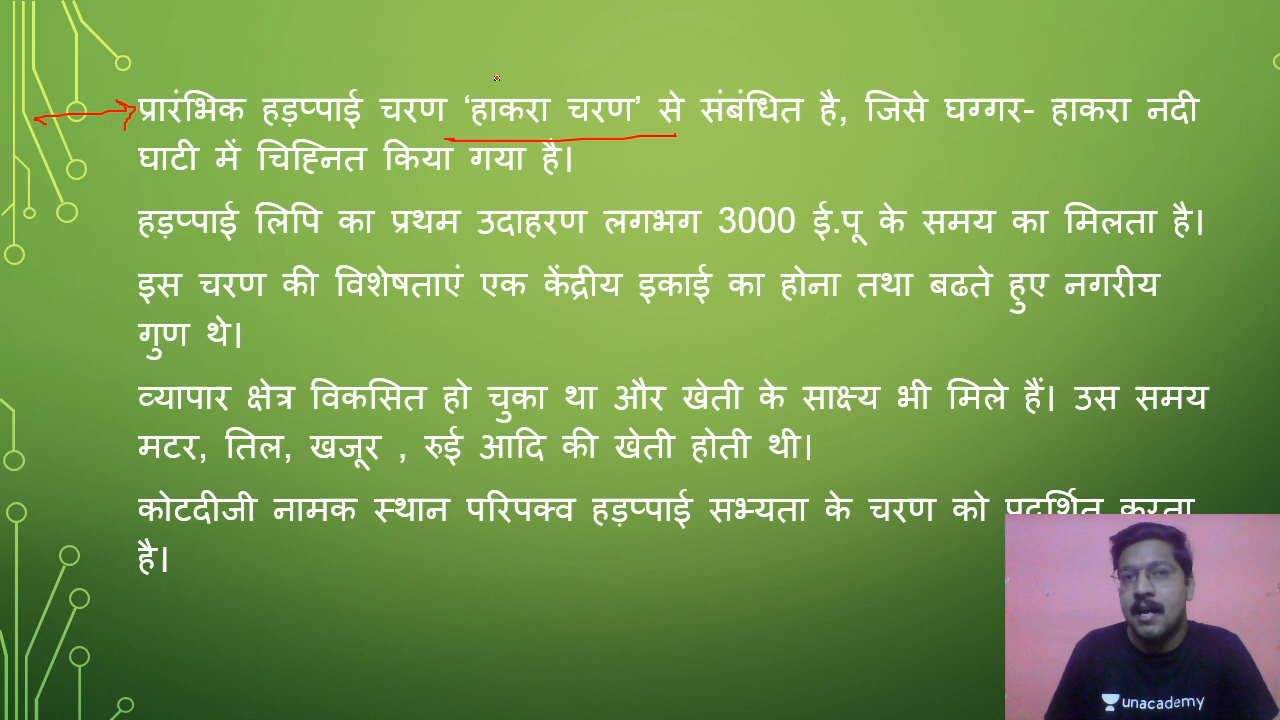 प्रारंभिक हड़प्पाई चरण ‘हाकरा चरण’ से संबंधित है, जिसे घग्गर- हाकरा नदी
घाटी में चिह्नित किया गया है।
हड़प्पाई लिपि का प्रथम उदाहरण लगभग 3000 ई.पू के समय का मिलता है।
इस चरण की विशेषताएं एक केंद्रीय इकाई का होना तथा बढते हुए नगरीय
गुण थे।
व्यापार क्षेत्र विकसित हो चुका था और खेती के साक्ष्य भी मिले हैं। उस समय
मटर, तिल, खजूर , रुई आदि की खेती होती थी।
कोटदीजी नामक स्थान परिपक्व हड़प्पाई सभ्यता के चरण को प्रदर्शित करता
है।
unacademy